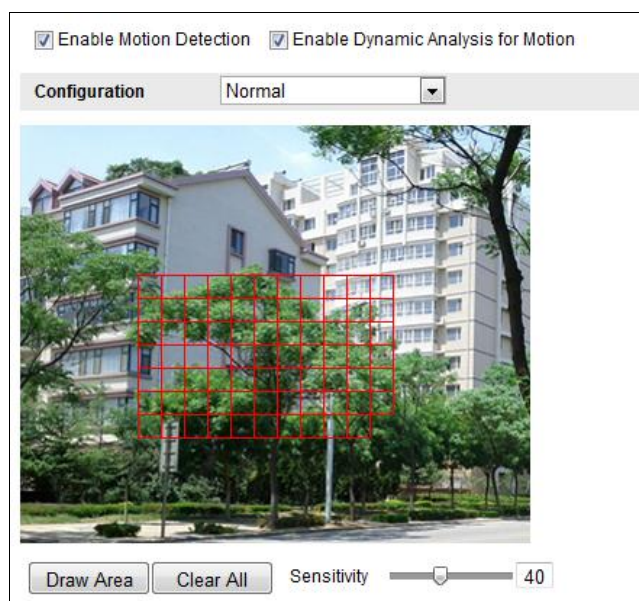 Enable Motion Detection Enable Dynamic Analysis for Motion
Configuration Normal
Draw Area Clear All Sensitivity 40